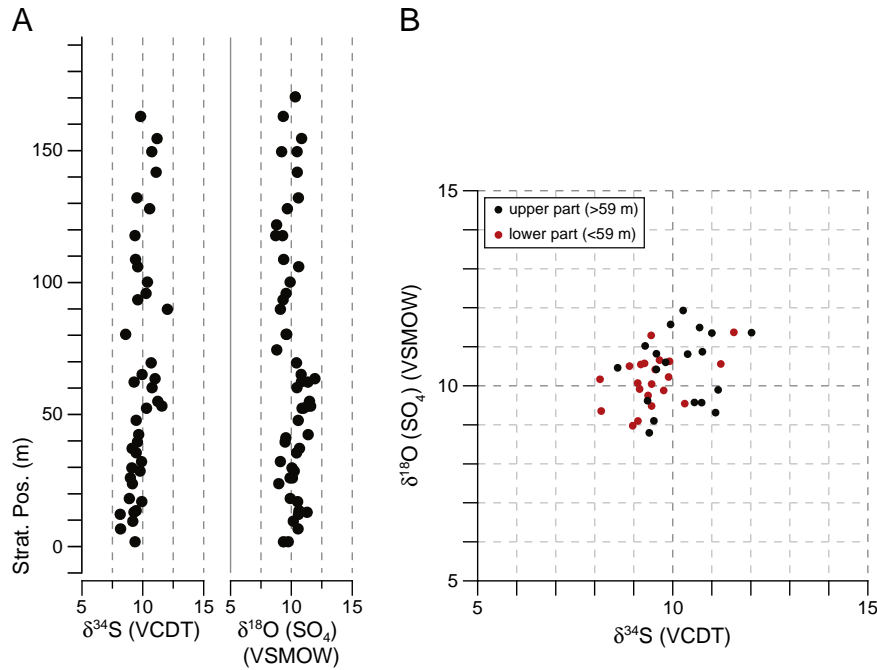 A
B
Strat. Pos. (m)
150
100
50
0
5
10
15
5
10
15
δ³⁴S (VCDT)
δ¹⁸O (SO₄)
(VSMOW)
δ¹⁸O (SO₄) (VSMOW)
15
10
5
upper part (>59 m)
lower part (<59 m)
5
10
15
δ³⁴S (VCDT)